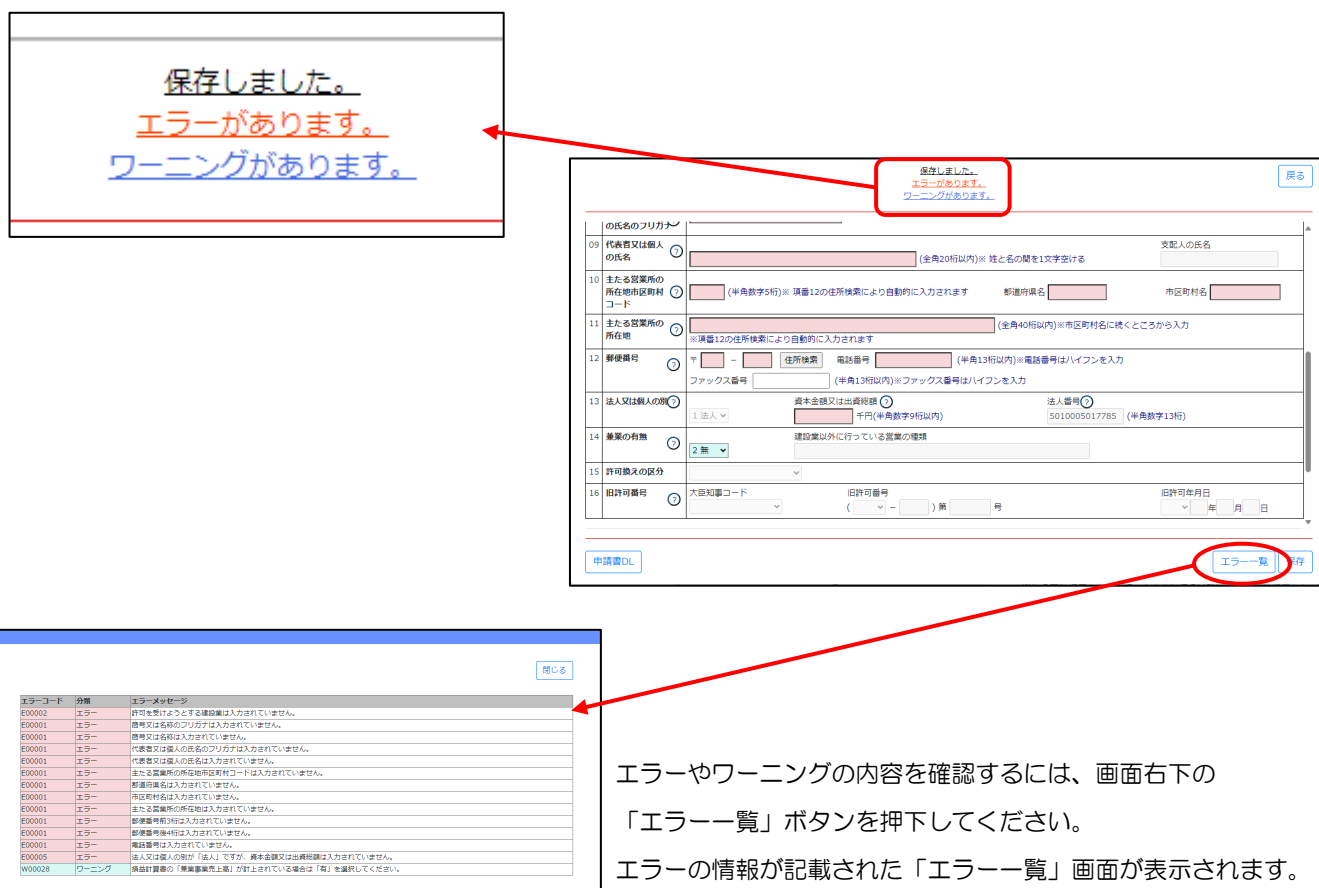 保存しました。
エラーがあります。
ワーニングがあります。
保存しました。
エラーがあります。
ワーニングがあります。
戻る
の氏名のフリガナ
09 代表者又は個人の氏名 ? (全角20桁以内)※ 姓と名の間を1文字空ける 支配人の氏名
10 主たる営業所の所在地市区町村コード ? (半角数字5桁)※ 項番12の住所検索により自動的に入力されます 都道府県名 市区町村名
11 主たる営業所の所在地 ? (全角40桁以内)※市区町村名に続くところから入力
※項番12の住所検索により自動的に入力されます
12 郵便番号 ? 〒 － 住所検索 電話番号 (半角13桁以内)※電話番号はハイフンを入力
ファックス番号 (半角13桁以内)※ファックス番号はハイフンを入力
13 法人又は個人の別 ? 資本金額又は出資総額 ? 法人番号 ?
1 法人 千円(半角数字9桁以内) 5010005017785 (半角数字13桁)
14 兼業の有無 ? 建設業以外に行っている営業の種類
2 無
15 許可換えの区分
16 旧許可番号 ? 大臣知事コード 旧許可番号 旧許可年月日
( － ) 第 号 年 月 日
申請書DL
エラー一覧
保存
閉じる
エラーコード 分類 エラーメッセージ
E00002 エラー 許可を受けようとする建設業は入力されていません。
E00001 エラー 商号又は名称のフリガナは入力されていません。
E00001 エラー 商号又は名称は入力されていません。
E00001 エラー 代表者又は個人の氏名のフリガナは入力されていません。
E00001 エラー 代表者又は個人の氏名は入力されていません。
E00001 エラー 主たる営業所の所在地市区町村コードは入力されていません。
E00001 エラー 都道府県名は入力されていません。
E00001 エラー 市区町村名は入力されていません。
E00001 エラー 主たる営業所の所在地は入力されていません。
E00001 エラー 郵便番号前3桁は入力されていません。
E00001 エラー 郵便番号後4桁は入力されていません。
E00001 エラー 電話番号は入力されていません。
E00005 エラー 法人又は個人の別が「法人」ですが、資本金額又は出資総額は入力されていません。
W00028 ワーニング 損益計算書の「兼業事業売上高」が計上されている場合は「有」を選択してください。
エラーやワーニングの内容を確認するには、画面右下の
「エラー一覧」ボタンを押下してください。
エラーの情報が記載された「エラー一覧」画面が表示されます。